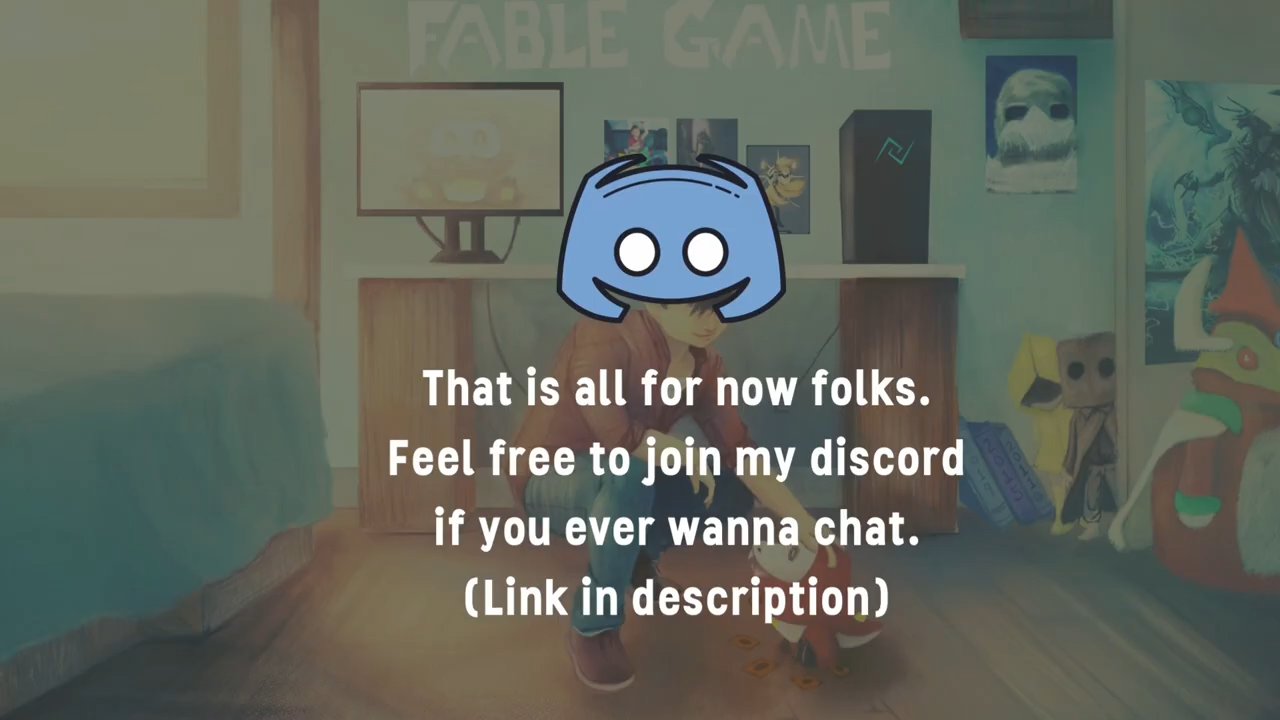 FABLE GAME
That is all for now folks.
Feel free to join my discord
if you ever wanna chat.
(Link in description)